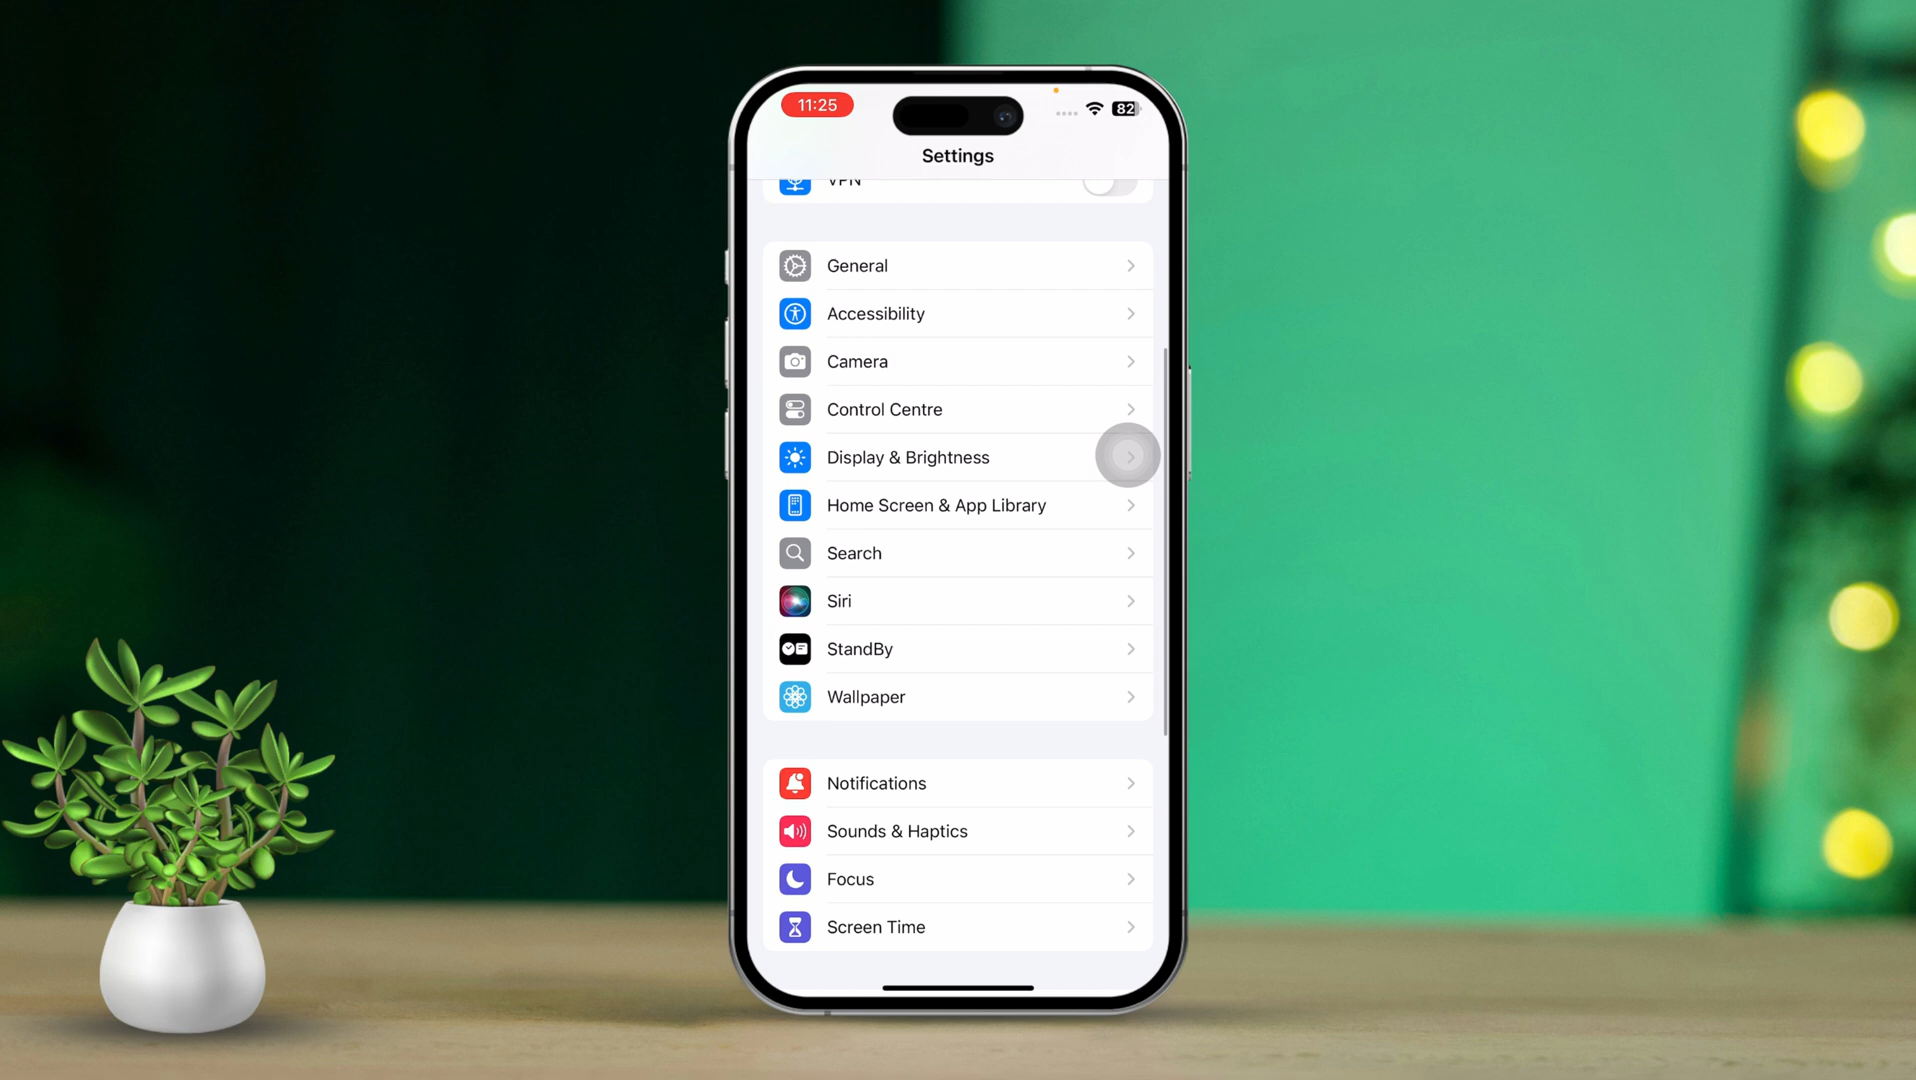 11:25
82
Settings
VPN
General
Accessibility
Camera
Control Centre
Display & Brightness
Home Screen & App Library
Search
Siri
StandBy
Wallpaper
Notifications
Sounds & Haptics
Focus
Screen Time